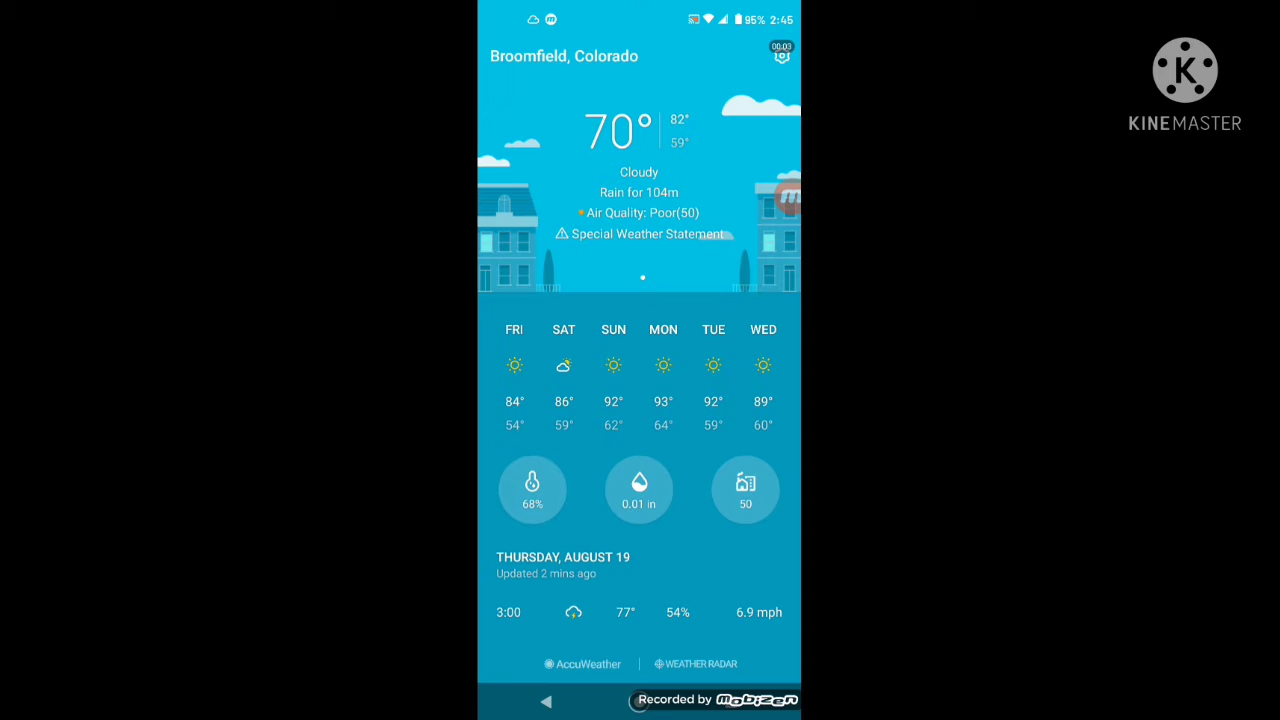 95% 2:45
00:03
Broomfield, Colorado
K
KINEMASTER
70° 82°
59°
Cloudy
Rain for 104m
Air Quality: Poor(50)
Special Weather Statement
FRI SAT SUN MON TUE WED
84° 86° 92° 93° 92° 89°
54° 59° 62° 64° 59° 60°
68% 0.01 in 50
THURSDAY, AUGUST 19
Updated 2 mins ago
3:00 77° 54% 6.9 mph
AccuWeather WEATHER RADAR
Recorded by mobizen